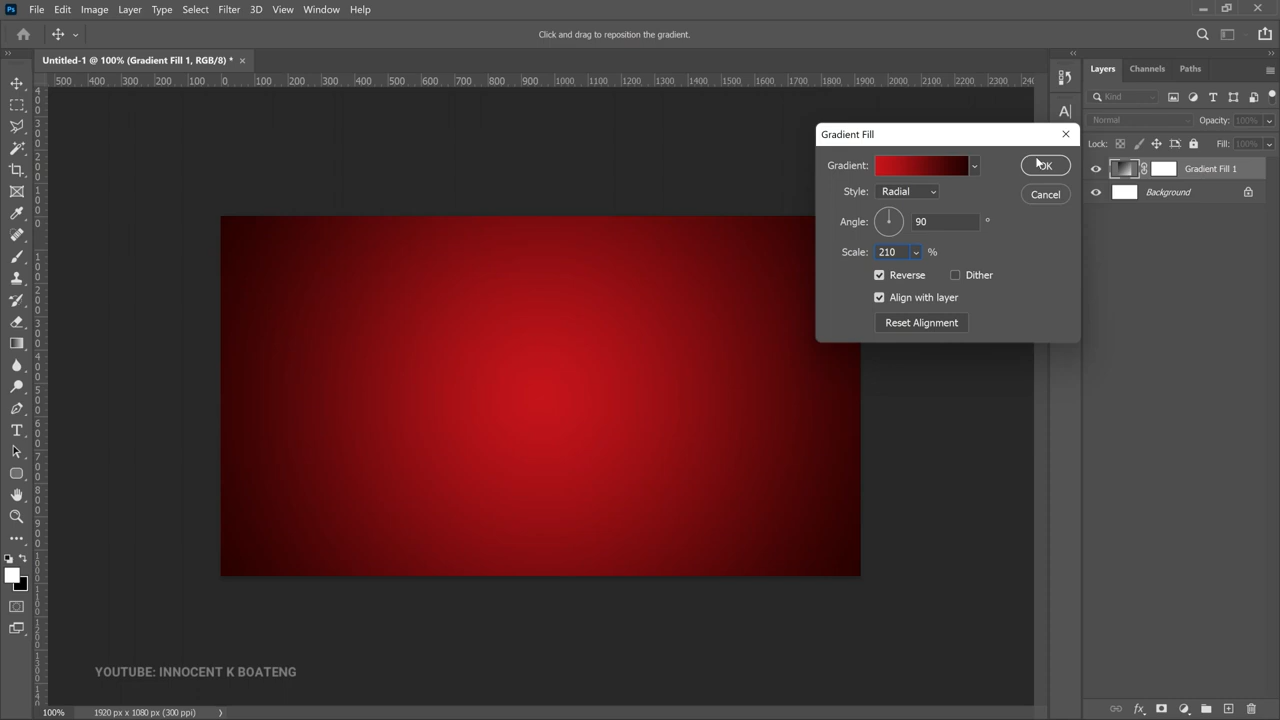 Ps File Edit Image Layer Type Select Filter 3D View Window Help
Click and drag to reposition the gradient.
Untitled-1 @ 100% (Gradient Fill 1, RGB/8) * ×
500 400 300 200 100 0 100 200 300 400 500 600 700 800 900 1000 1100 1200 1300 1400 1500 1600 1700 1800 1900 2000 2100 2200 2300
Layers Channels Paths
Kind
Normal Opacity: 100%
Lock: Fill: 100%
Gradient Fill 1
Background
Gradient Fill
Gradient: OK
Style: Radial Cancel
Angle: 90 °
Scale: 210 %
Reverse Dither
Align with layer
Reset Alignment
YOUTUBE: INNOCENT K BOATENG
100% 1920 px x 1080 px (300 ppi)